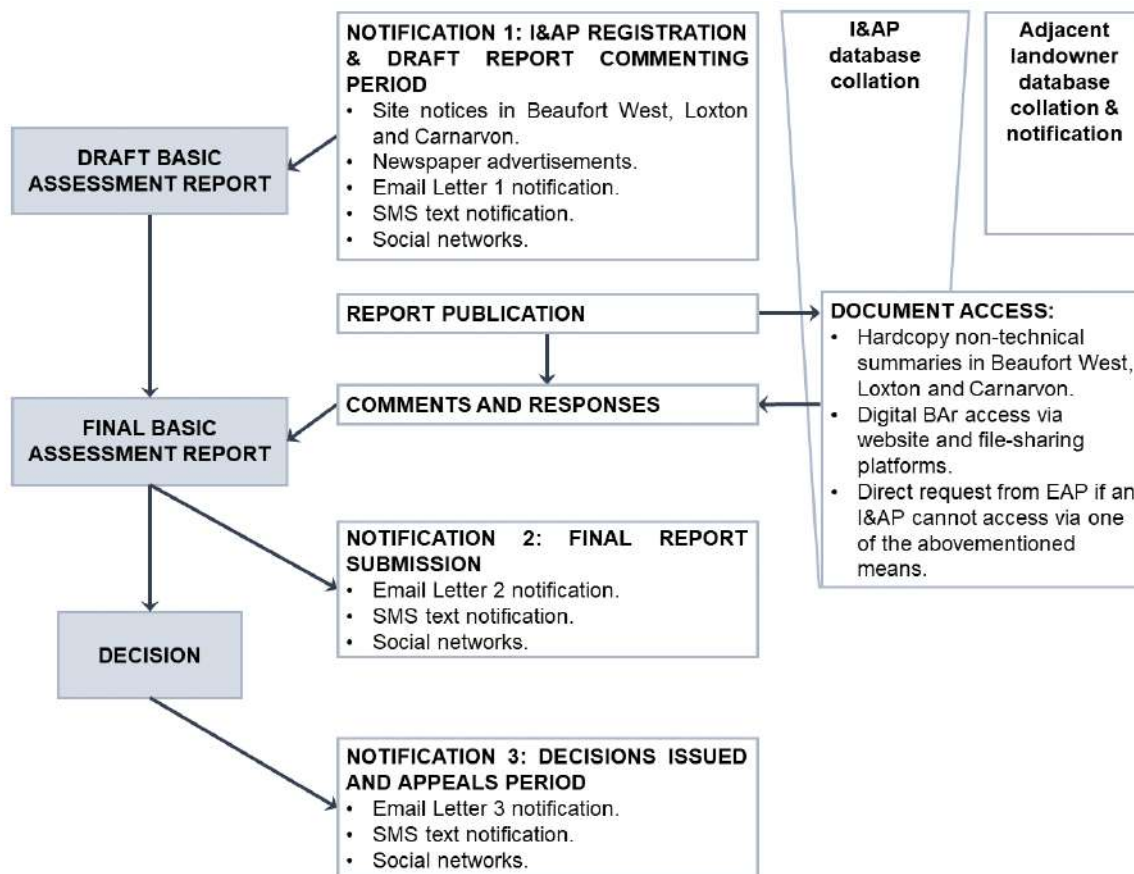 NOTIFICATION 1: I&AP REGISTRATION
& DRAFT REPORT COMMENTING
PERIOD
• Site notices in Beaufort West, Loxton
and Carnarvon.
• Newspaper advertisements.
• Email Letter 1 notification.
• SMS text notification.
• Social networks.
I&AP
database
collation
Adjacent
landowner
database
collation &
notification
DRAFT BASIC
ASSESSMENT REPORT
REPORT PUBLICATION
DOCUMENT ACCESS:
• Hardcopy non-technical
summaries in Beaufort West,
Loxton and Carnarvon.
• Digital BAr access via
website and file-sharing
platforms.
• Direct request from EAP if an
I&AP cannot access via one
of the abovementioned
means.
COMMENTS AND RESPONSES
FINAL BASIC
ASSESSMENT REPORT
NOTIFICATION 2: FINAL REPORT
SUBMISSION
• Email Letter 2 notification.
• SMS text notification.
• Social networks.
DECISION
NOTIFICATION 3: DECISIONS ISSUED
AND APPEALS PERIOD
• Email Letter 3 notification.
• SMS text notification.
• Social networks.